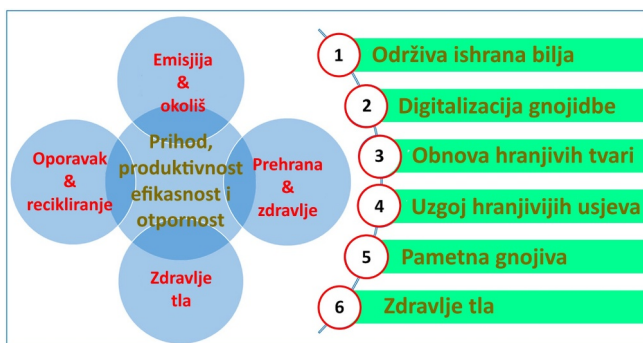 Emisjija
&
okoliš
Oporavak
&
recikliranje
Prihod,
produktivnost
efikasnost i
otpornost
Prehrana
&
zdravlje
Zdravlje
tla
1 Održiva ishrana bilja
2 Digitalizacija gnojidbe
3 Obnova hranjivih tvari
4 Uzgoj hranjivijih usjeva
5 Pametna gnojiva
6 Zdravlje tla